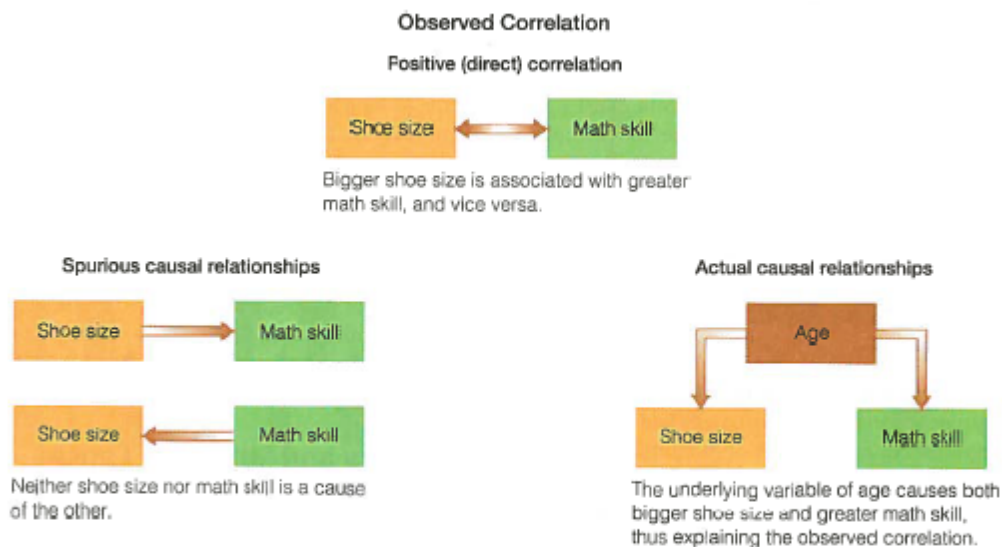 Observed Correlation
Positive (direct) correlation
Shoe size
Math skill
Bigger shoe size is associated with greater
math skill, and vice versa.
Spurious causal relationships
Shoe size
Math skill
Shoe size
Math skill
Neither shoe size nor math skill is a cause
of the other.
Actual causal relationships
Age
Shoe size
Math skill
The underlying variable of age causes both
bigger shoe size and greater math skill,
thus explaining the observed correlation.